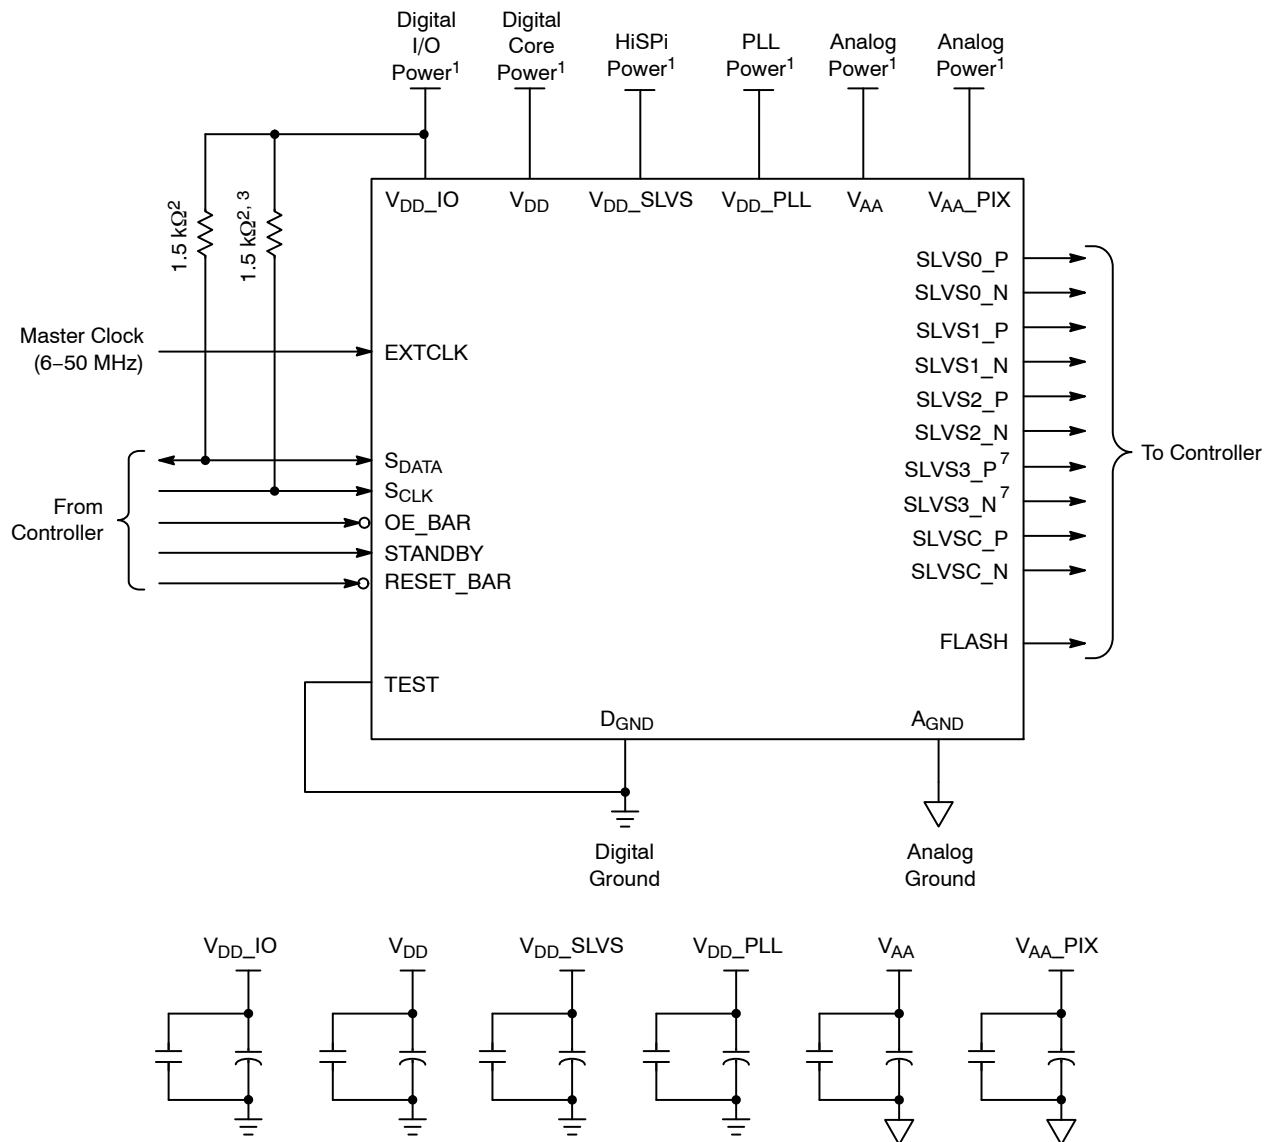 Digital
I/O
Power1
Digital
Core
Power1
HiSPi
Power1
PLL
Power1
Analog
Power1
Analog
Power1
VDD_IO
VDD
VDD_SLVS
VDD_PLL
VAA
VAA_PIX
1.5 kΩ2
1.5 kΩ2, 3
Master Clock
(6–50 MHz)
EXTCLK
From
Controller
SDATA
SCLK
OE_BAR
STANDBY
RESET_BAR
TEST
SLVS0_P
SLVS0_N
SLVS1_P
SLVS1_N
SLVS2_P
SLVS2_N
SLVS3_P7
SLVS3_N7
SLVSC_P
SLVSC_N
FLASH
To Controller
DGND
AGND
Digital
Ground
Analog
Ground
VDD_IO
VDD
VDD_SLVS
VDD_PLL
VAA
VAA_PIX